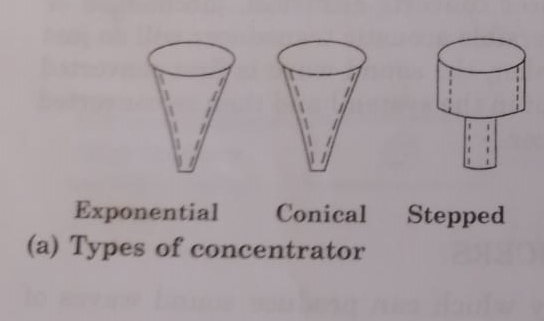 Exponential Conical Stepped
(a) Types of concentrator